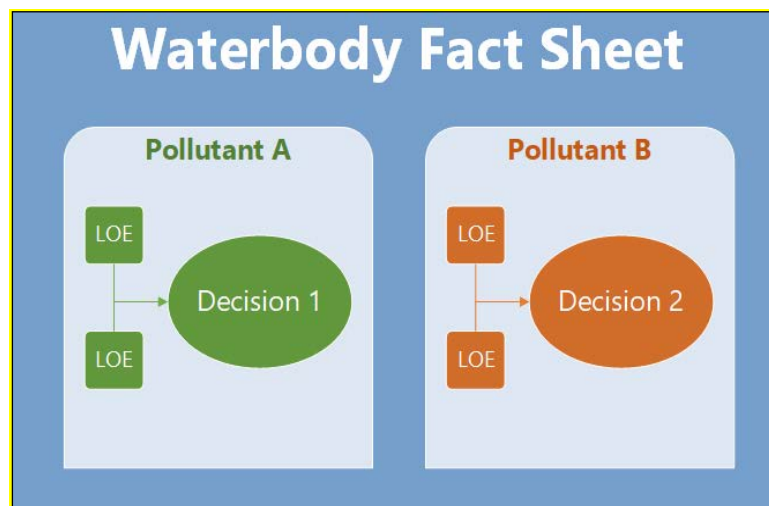 Waterbody Fact Sheet
Pollutant A
LOE
Decision 1
LOE
Pollutant B
LOE
Decision 2
LOE